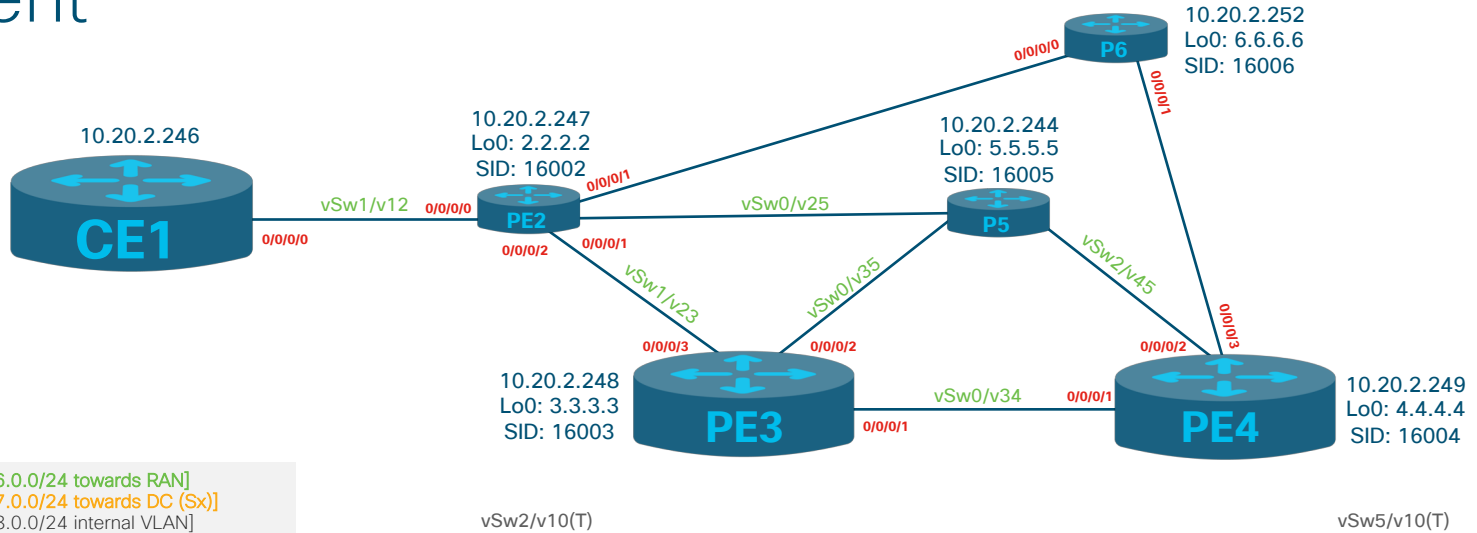 10.20.2.252
Lo0: 6.6.6.6
SID: 16006
P6
0/0/0/0
0/0/0/1
10.20.2.246
CE1
0/0/0/0
vSw1/v12
0/0/0/0
10.20.2.247
Lo0: 2.2.2.2
SID: 16002
PE2
0/0/0/1
0/0/0/2
0/0/0/1
vSw0/v25
10.20.2.244
Lo0: 5.5.5.5
SID: 16005
P5
vSw1/v23
vSw0/v35
vSw2/v45
0/0/0/3
0/0/0/3
0/0/0/2
0/0/0/2
10.20.2.248
Lo0: 3.3.3.3
SID: 16003
PE3
vSw0/v34
0/0/0/1
0/0/0/1
PE4
10.20.2.249
Lo0: 4.4.4.4
SID: 16004
6.0.0/24 towards RAN]
7.0.0/24 towards DC (Sx)]
3.0.0/24 internal VLAN]
vSw2/v10(T)
vSw5/v10(T)